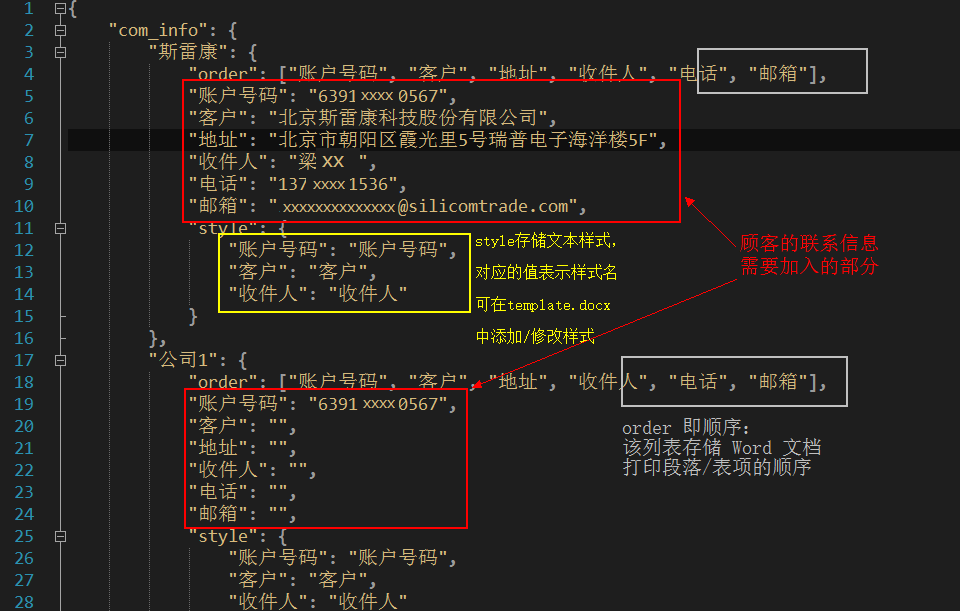 1 {
2 "com_info": {
3 "斯雷康": {
4 "order": ["账户号码", "客户", "地址", "收件人", "电话", "邮箱"],
5 "账户号码": "6391 xxxx 0567",
6 "客户": "北京斯雷康科技股份有限公司",
7 "地址": "北京市朝阳区霞光里5号瑞普电子海洋楼5F",
8 "收件人": "梁 XX ",
9 "电话": "137 xxxx 1536",
10 "邮箱": " xxxxxxxxxxxxxx @silicomtrade.com",
11 "style": {
12 "账户号码": "账户号码",
13 "客户": "客户",
14 "收件人": "收件人"
15 }
16 },
17 "公司1": {
18 "order": ["账户号码", "客户", "地址", "收件人", "电话", "邮箱"],
19 "账户号码": "6391 xxxx 0567",
20 "客户": "",
21 "地址": "",
22 "收件人": "",
23 "电话": "",
24 "邮箱": "",
25 "style": {
26 "账户号码": "账户号码",
27 "客户": "客户",
28 "收件人": "收件人"
style存储文本样式,
对应的值表示样式名
可在template.docx
中添加/修改样式
顾客的联系信息
需要加入的部分
order 即顺序:
该列表存储 Word 文档
打印段落/表项的顺序